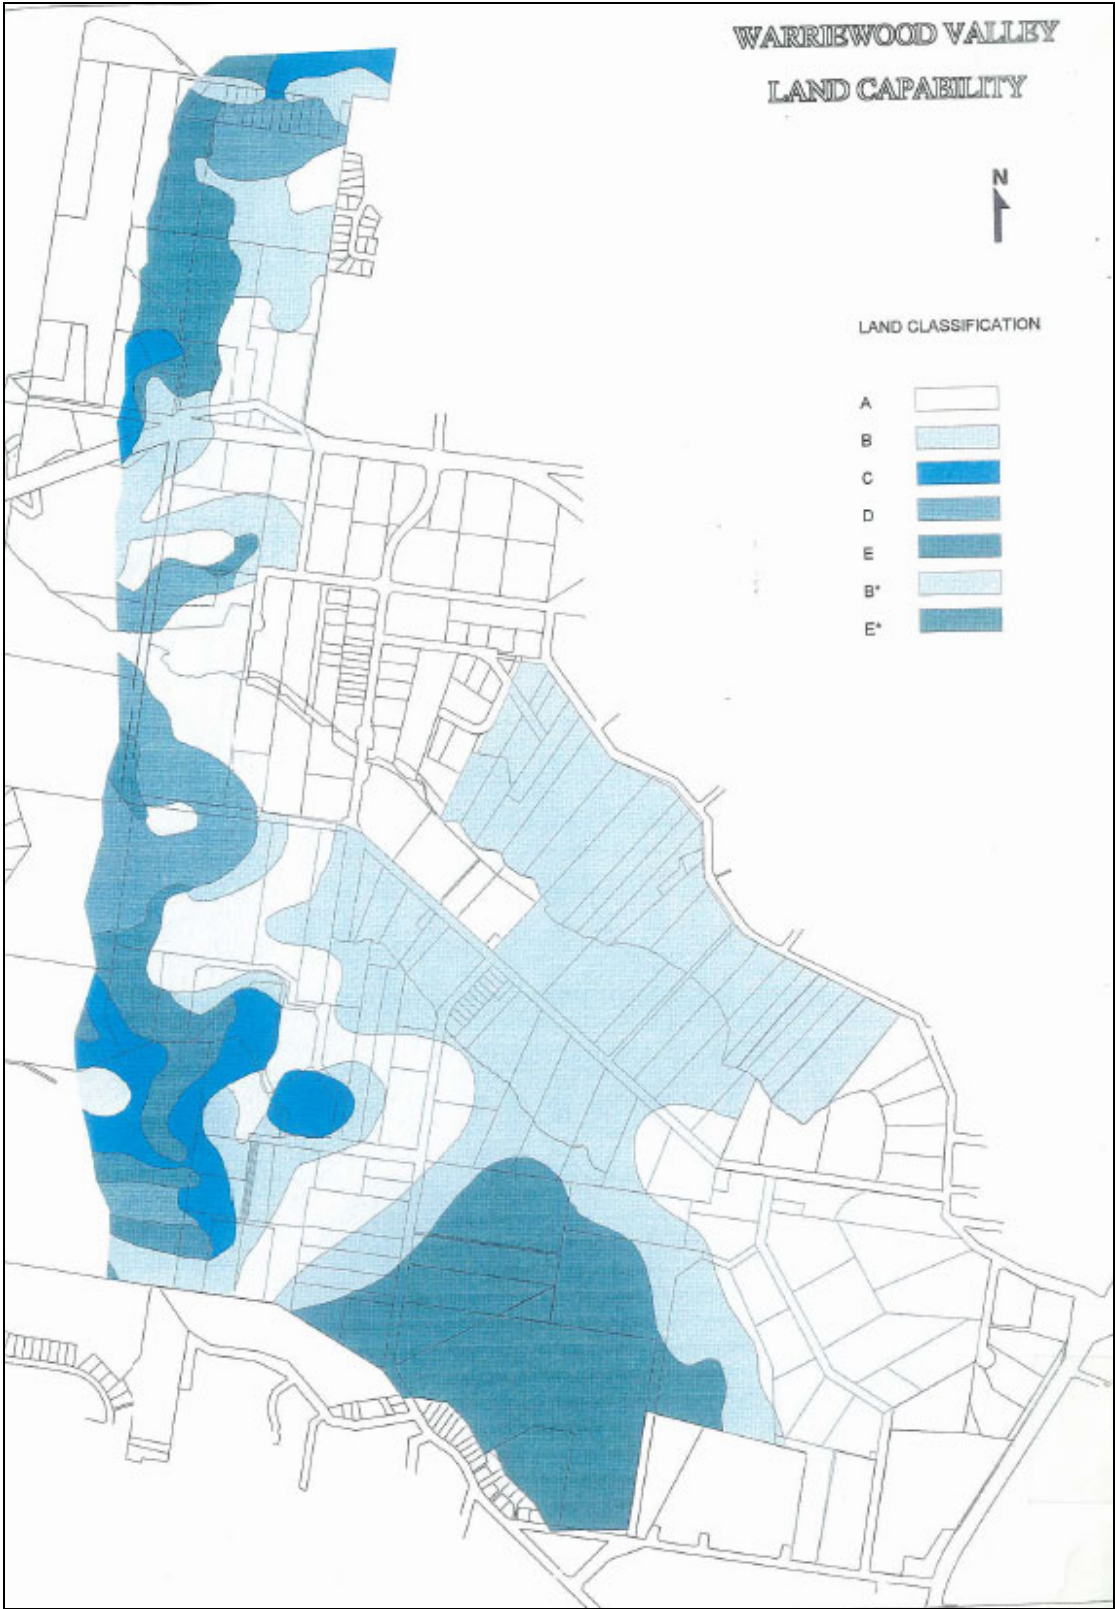 WARRIEWOOD VALLEY
LAND CAPABILITY
N
LAND CLASSIFICATION
A
B
C
D
E
B*
E*